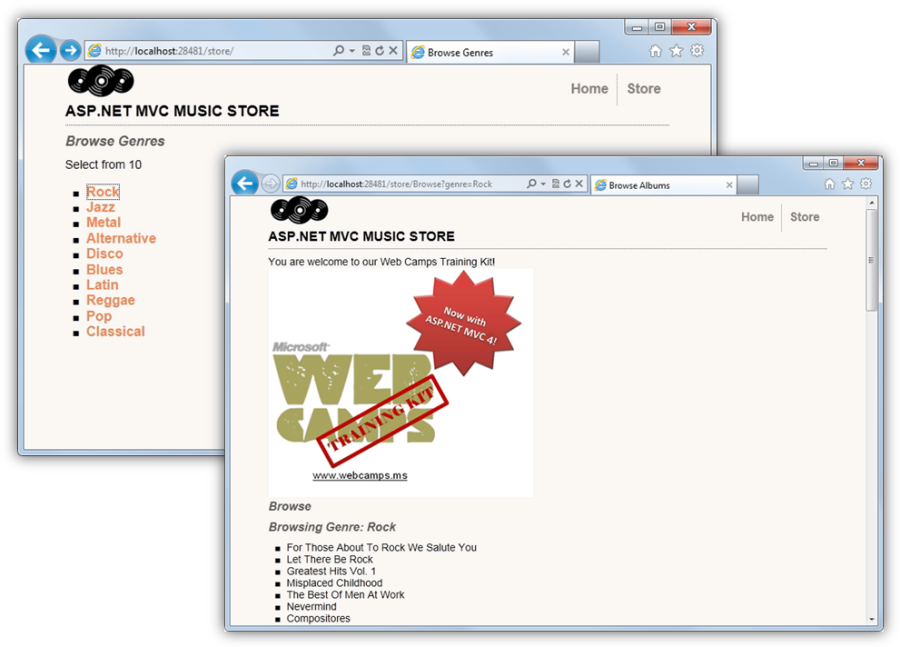 http://localhost:28481/store/
Browse Genres
ASP.NET MVC MUSIC STORE
Home
Store
Browse Genres
Select from 10
Rock
Jazz
Metal
Alternative
Disco
Blues
Latin
Reggae
Pop
Classical
http://localhost:28481/store/Browse?genre=Rock
Browse Albums
ASP.NET MVC MUSIC STORE
Home
Store
You are welcome to our Web Camps Training Kit!
Now with
ASP.NET MVC 4!
Microsoft
WEB
CAMPS
TRAINING KIT
www.webcamps.ms
Browse
Browsing Genre: Rock
For Those About To Rock We Salute You
Let There Be Rock
Greatest Hits Vol. 1
Misplaced Childhood
The Best Of Men At Work
Nevermind
Compositores